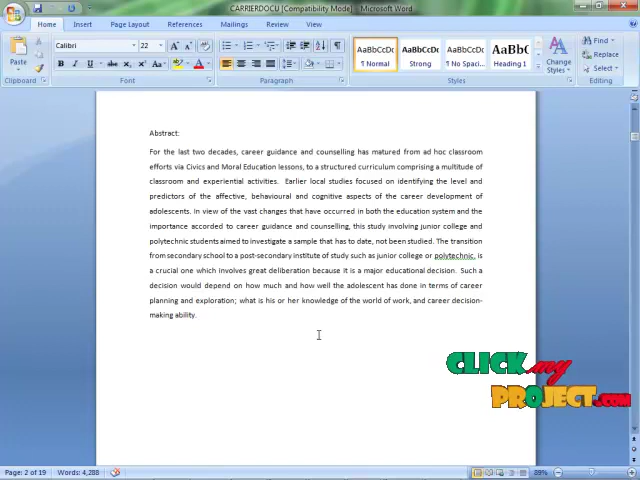 CARRIERDOCU [Compatibility Mode] - Microsoft Word
Home Insert Page Layout References Mailings Review View
Calibri 22 Find
Paste B I U abc Aa A AaBbCcDc AaBbCcDc AaBbCcDc AaBbC Change Styles Replace
¶ Normal Strong ¶ No Spaci... Heading 1 Select
Clipboard Font Paragraph Styles Editing
Abstract:
For the last two decades, career guidance and counselling has matured from ad hoc classroom
efforts via Civics and Moral Education lessons, to a structured curriculum comprising a multitude of
classroom and experiential activities. Earlier local studies focused on identifying the level and
predictors of the affective, behavioural and cognitive aspects of the career development of
adolescents. In view of the vast changes that have occurred in both the education system and the
importance accorded to career guidance and counselling, this study involving junior college and
polytechnic students aimed to investigate a sample that has to date, not been studied. The transition
from secondary school to a post-secondary institute of study such as junior college or polytechnic, is
a crucial one which involves great deliberation because it is a major educational decision. Such a
decision would depend on how much and how well the adolescent has done in terms of career
planning and exploration; what is his or her knowledge of the world of work, and career decision-
making ability.
CLICK my
PROJECT.COM
Page: 2 of 19 Words: 4,288 89%